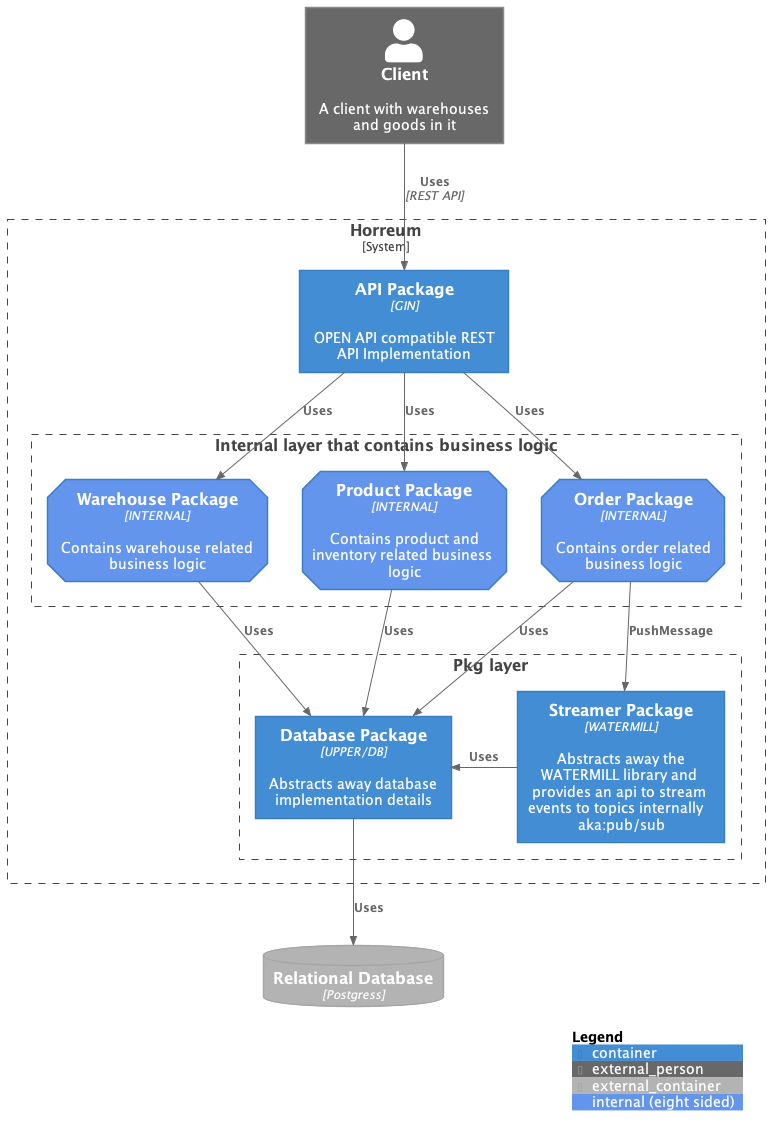 Client
A client with warehouses
and goods in it
Uses
[REST API]
Horreum
[System]
API Package
[GIN]
OPEN API compatible REST
API Implementation
Uses
Uses
Uses
Internal layer that contains business logic
Warehouse Package
[INTERNAL]
Contains warehouse related
business logic
Product Package
[INTERNAL]
Contains product and
inventory related business
logic
Order Package
[INTERNAL]
Contains order related
business logic
Uses
Uses
Uses
PushMessage
Pkg layer
Database Package
[UPPER/DB]
Abstracts away database
implementation details
Uses
Streamer Package
[WATERMILL]
Abstracts away the
WATERMILL library and
provides an api to stream
events to topics internally
aka:pub/sub
Uses
Relational Database
[Postgress]
Legend
container
external_person
external_container
internal (eight sided)